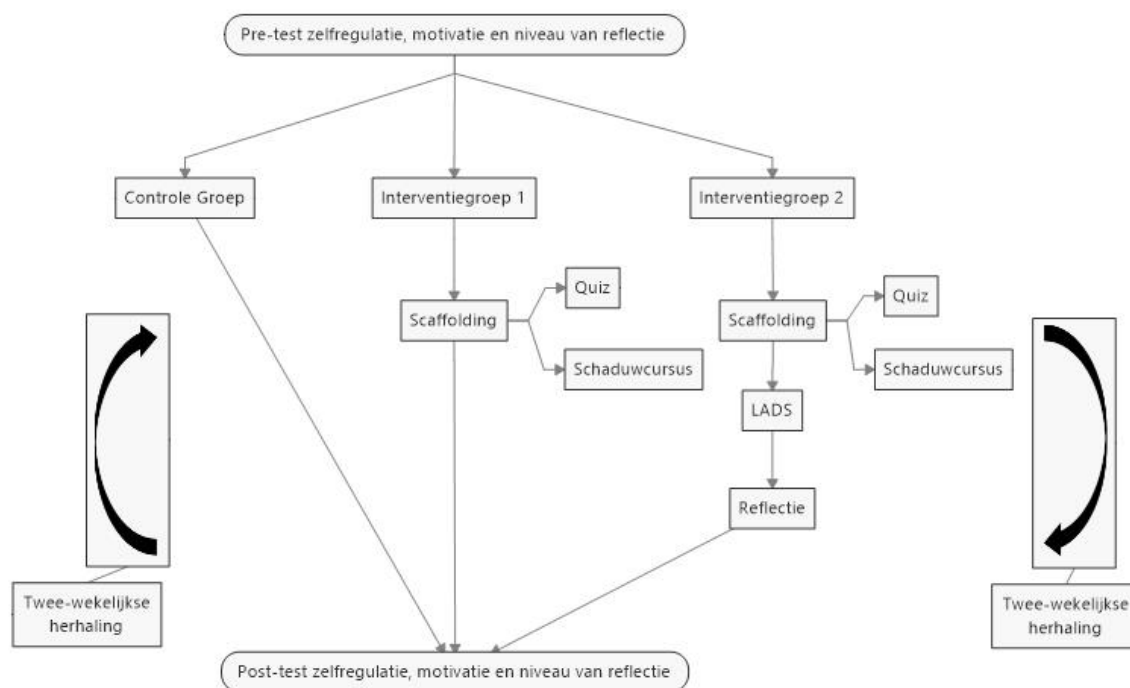 Pre-test zelfregulatie, motivatie en niveau van reflectie
Controle Groep
Interventiegroep 1
Interventiegroep 2
Quiz
Quiz
Scaffolding
Scaffolding
Schaduwcursus
Schaduwcursus
LADS
Reflectie
Twee-wekelijkse
herhaling
Twee-wekelijkse
herhaling
Post-test zelfregulatie, motivatie en niveau van reflectie